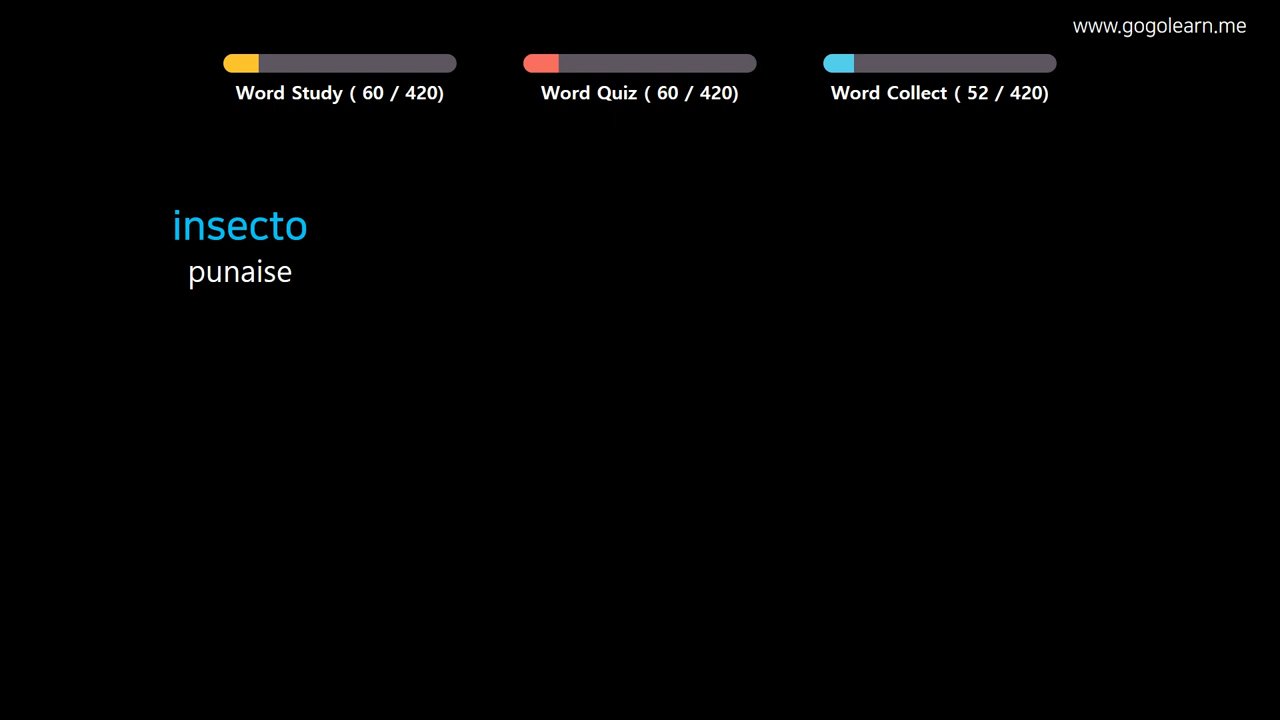 www.gogolearn.me
Word Study ( 60 / 420)
Word Quiz ( 60 / 420)
Word Collect ( 52 / 420)
insecto
punaise